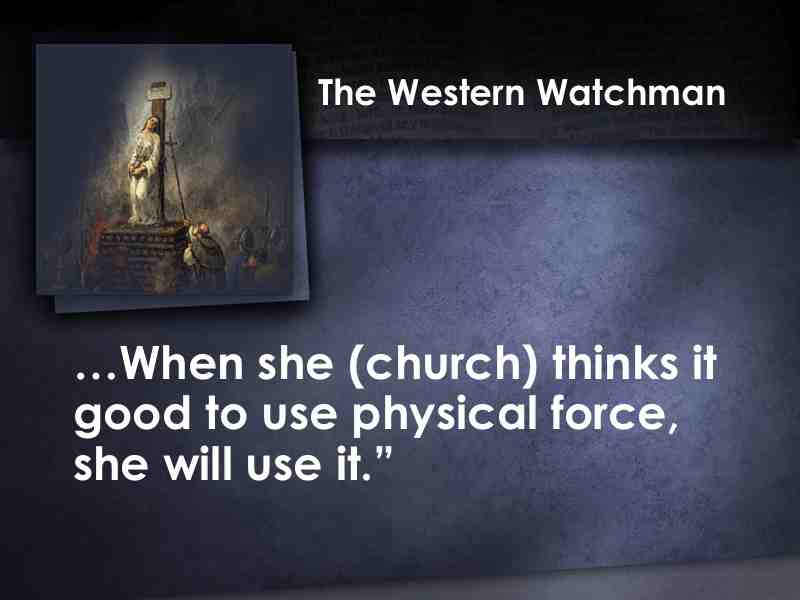 The Western Watchman
…When she (church) thinks it
good to use physical force,
she will use it.”